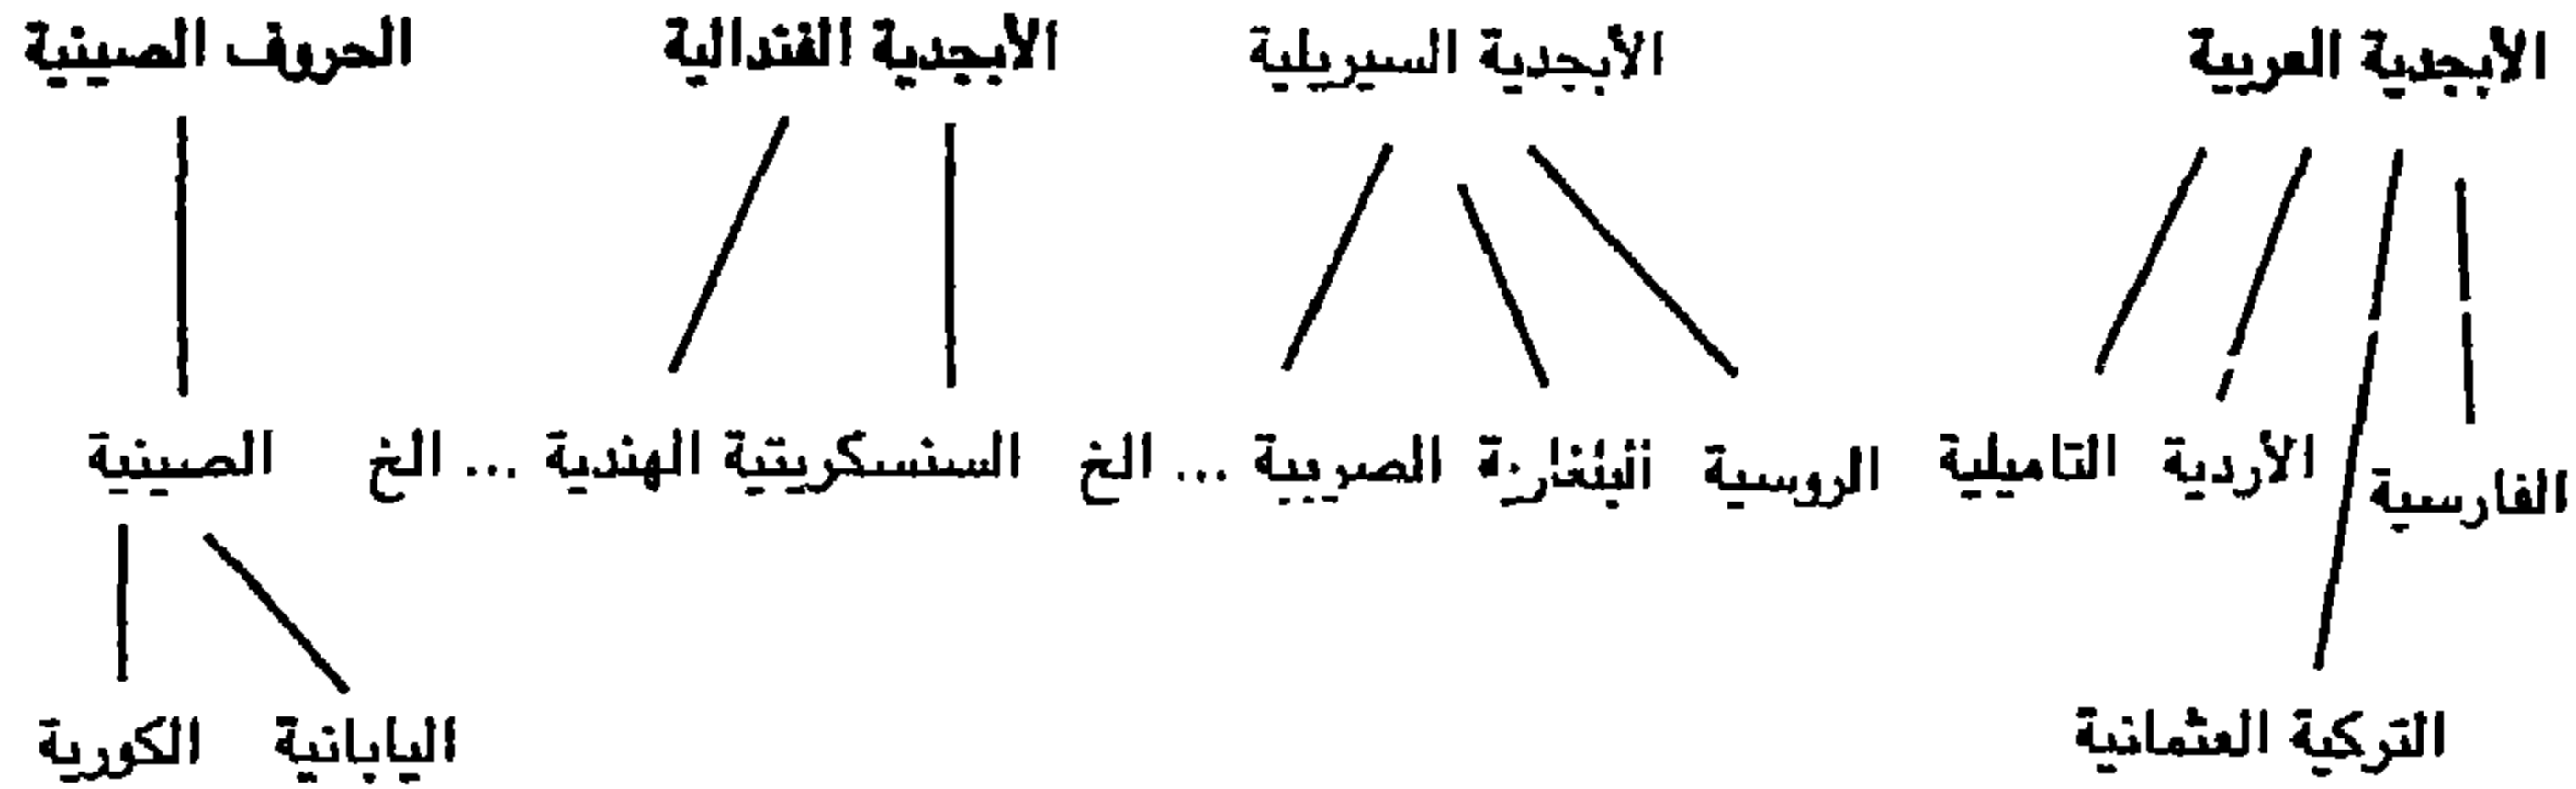 الأبجدية العربية الأبجدية السيريلية الأبجدية الفندالية الحروف الصينية
الفارسية الأردية التاميلية الروسية البلغارية الصربية ... الخ السنسكريتية الهندية ... الخ الصينية
التركية العثمانية اليابانية الكورية